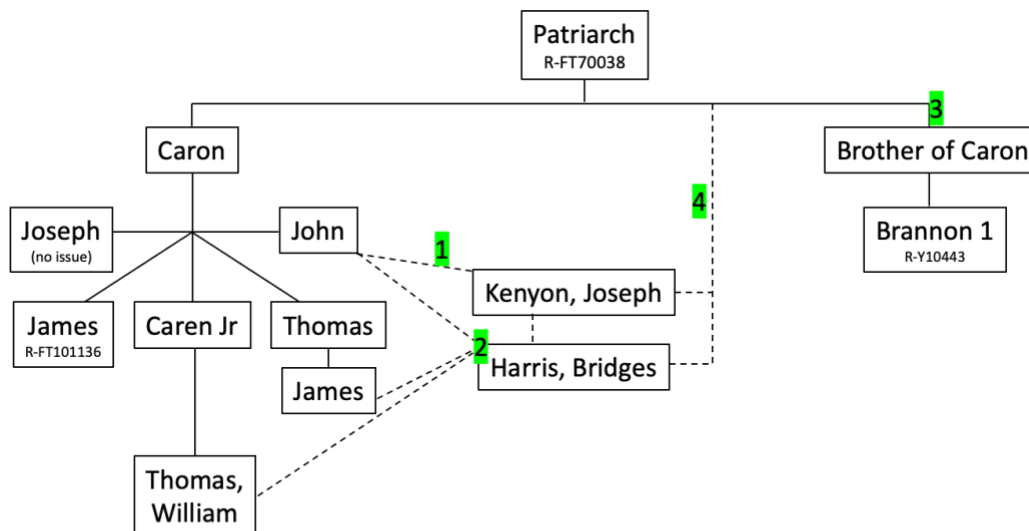 Patriarch
R-FT70038
3
Caron
Brother of Caron
4
Joseph
(no issue)
John
1
Brannon 1
R-Y10443
Kenyon, Joseph
James
R-FT101136
Caren Jr
Thomas
2
Harris, Bridges
James
Thomas,
William